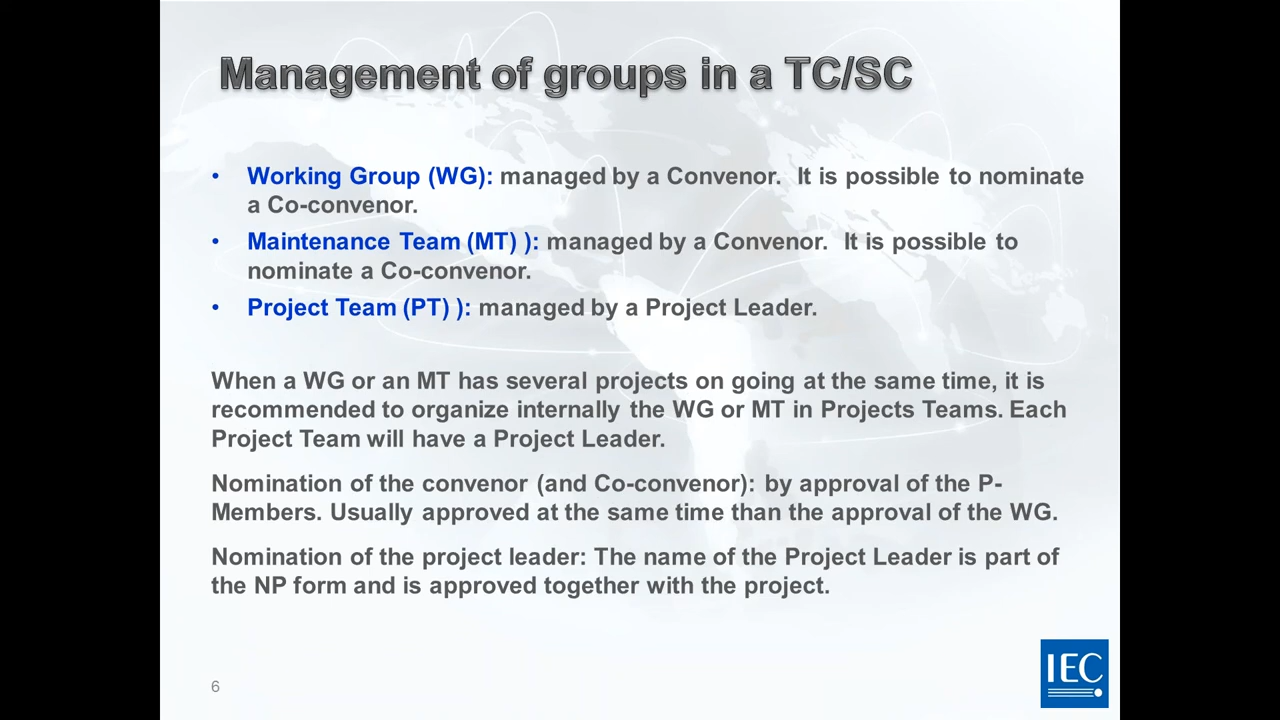 Management of groups in a TC/SC
• Working Group (WG): managed by a Convenor.  It is possible to nominate
a Co-convenor.
• Maintenance Team (MT) ): managed by a Convenor.  It is possible to
nominate a Co-convenor.
• Project Team (PT) ): managed by a Project Leader.
When a WG or an MT has several projects on going at the same time, it is
recommended to organize internally the WG or MT in Projects Teams. Each
Project Team will have a Project Leader.
Nomination of the convenor (and Co-convenor): by approval of the P-
Members. Usually approved at the same time than the approval of the WG.
Nomination of the project leader: The name of the Project Leader is part of
the NP form and is approved together with the project.
6
IEC